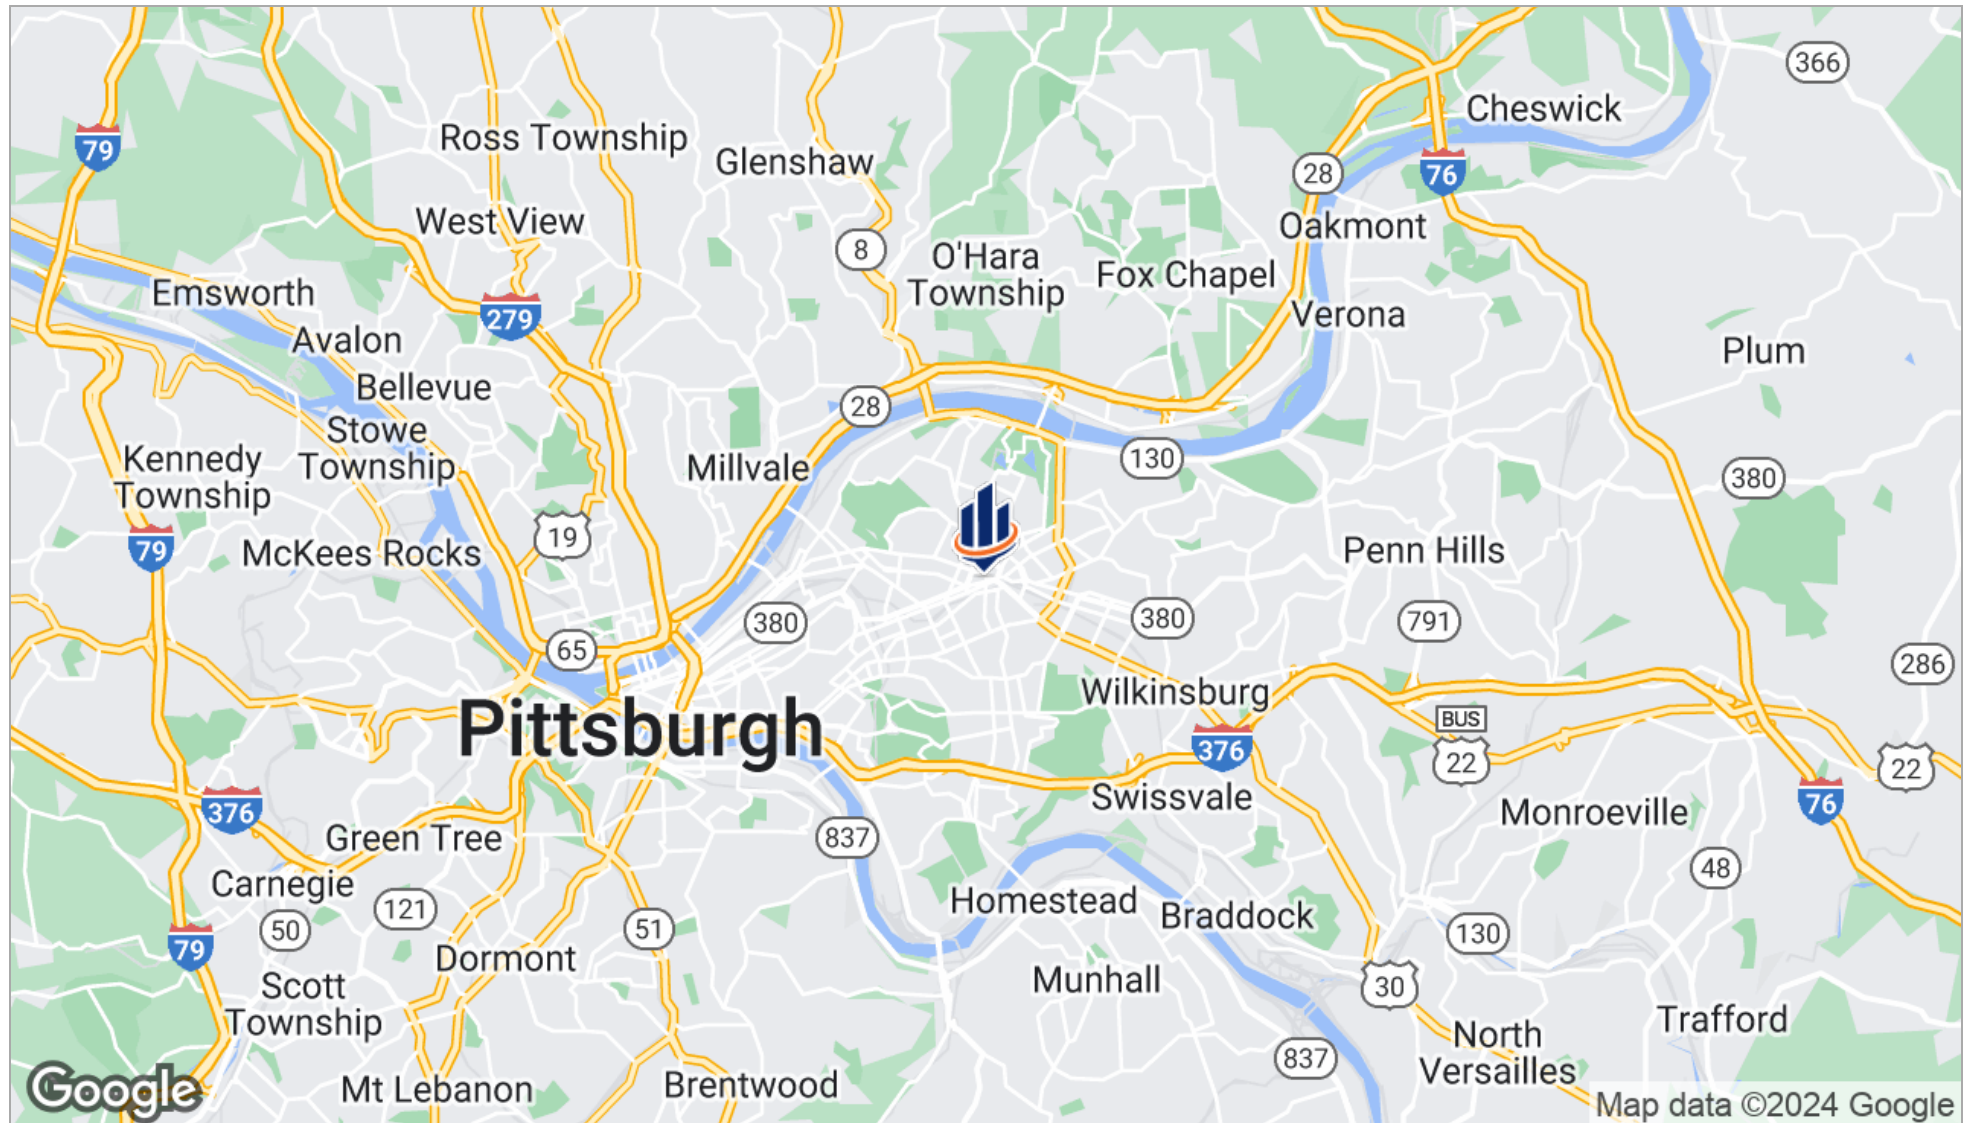 366
Cheswick
Ross Township
79
Glenshaw
28
76
West View
Oakmont
8
O'Hara
Township
Fox Chapel
Emsworth
279
Verona
Avalon
Plum
Bellevue
28
Stowe
Township
130
Kennedy
Township
Millvale
380
19
79
McKees Rocks
Penn Hills
380
380
791
65
286
Wilkinsburg
Pittsburgh
BUS
22
376
22
Swissvale
76
376
Monroeville
Green Tree
837
48
Carnegie
121
Homestead
Braddock
50
51
130
79
Dormont
Munhall
30
Scott
Township
Trafford
North
Versailles
837
Google
Mt Lebanon
Brentwood
Map data ©2024 Google